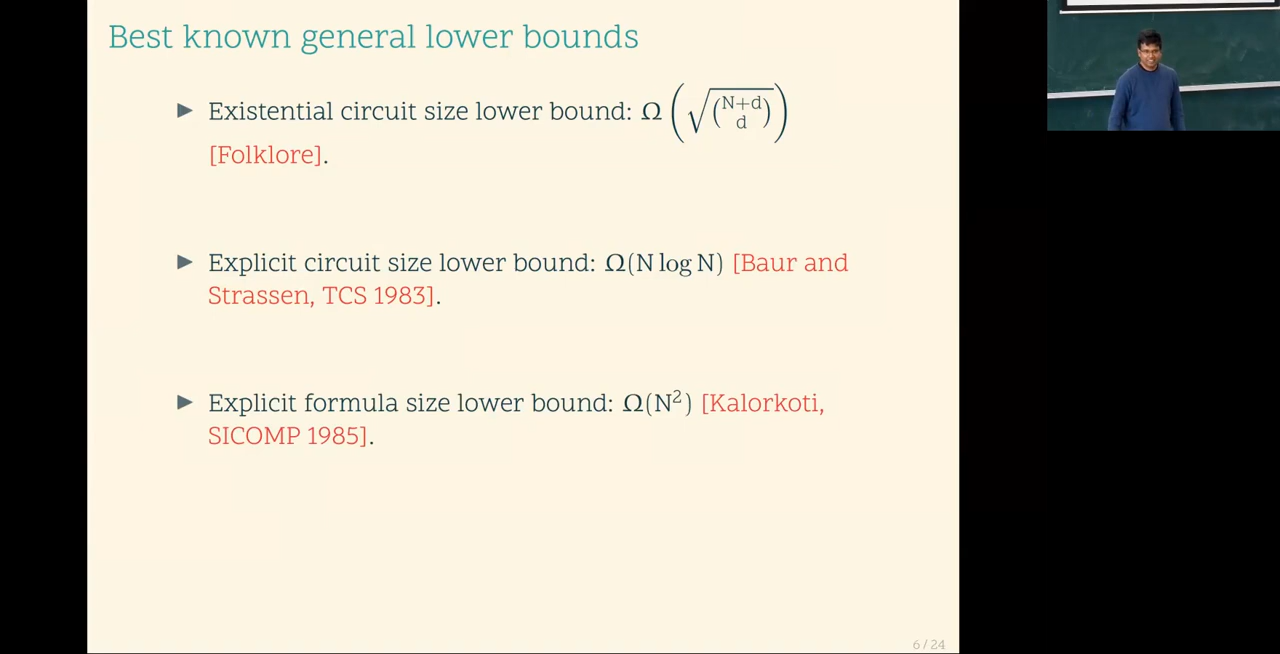 Best known general lower bounds
▶ Existential circuit size lower bound: Ω(√(N+d d))
[Folklore].
▶ Explicit circuit size lower bound: Ω(N log N) [Baur and
Strassen, TCS 1983].
▶ Explicit formula size lower bound: Ω(N²) [Kalorkoti,
SICOMP 1985].
6 / 24